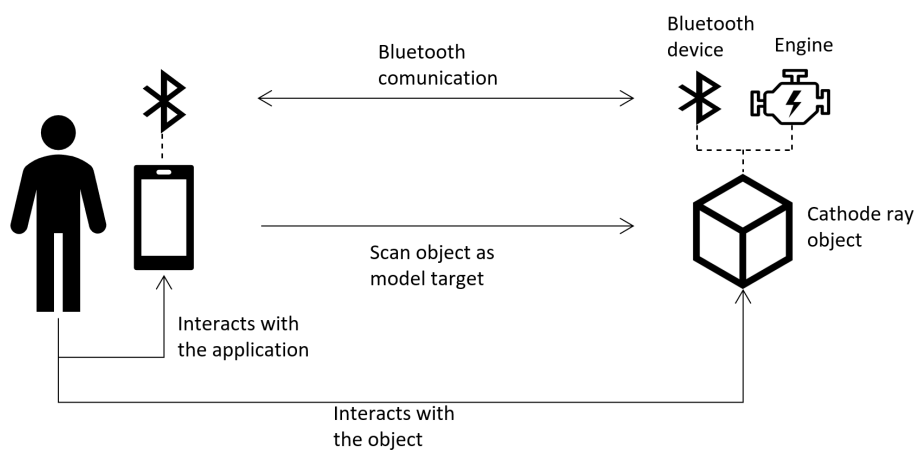 Bluetooth
device
Engine
Bluetooth
comunication
Cathode ray
object
Scan object as
model target
Interacts with
the application
Interacts with
the object